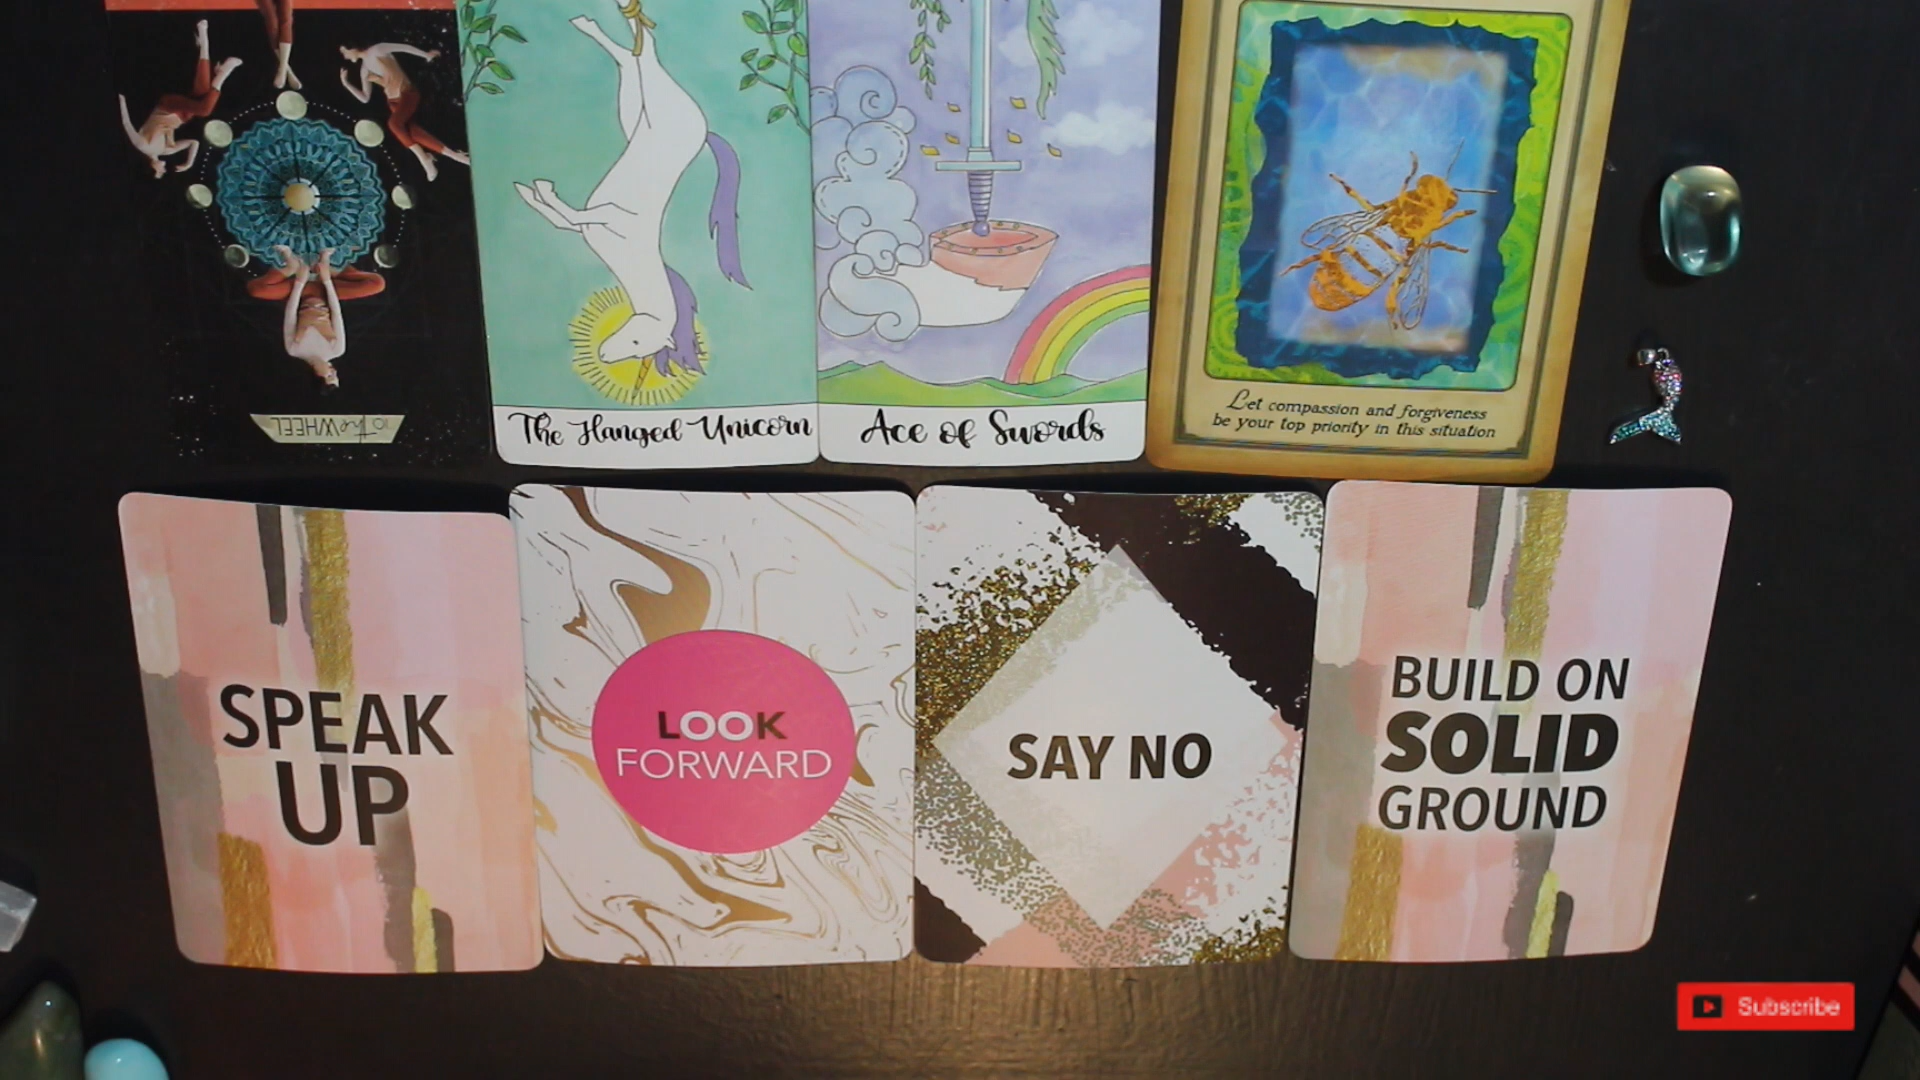 10 the WHEEL
The Hanged Unicorn
Ace of Swords
Let compassion and forgiveness
be your top priority in this situation
SPEAK
UP
LOOK
FORWARD
SAY NO
BUILD ON
SOLID
GROUND
Subscribe